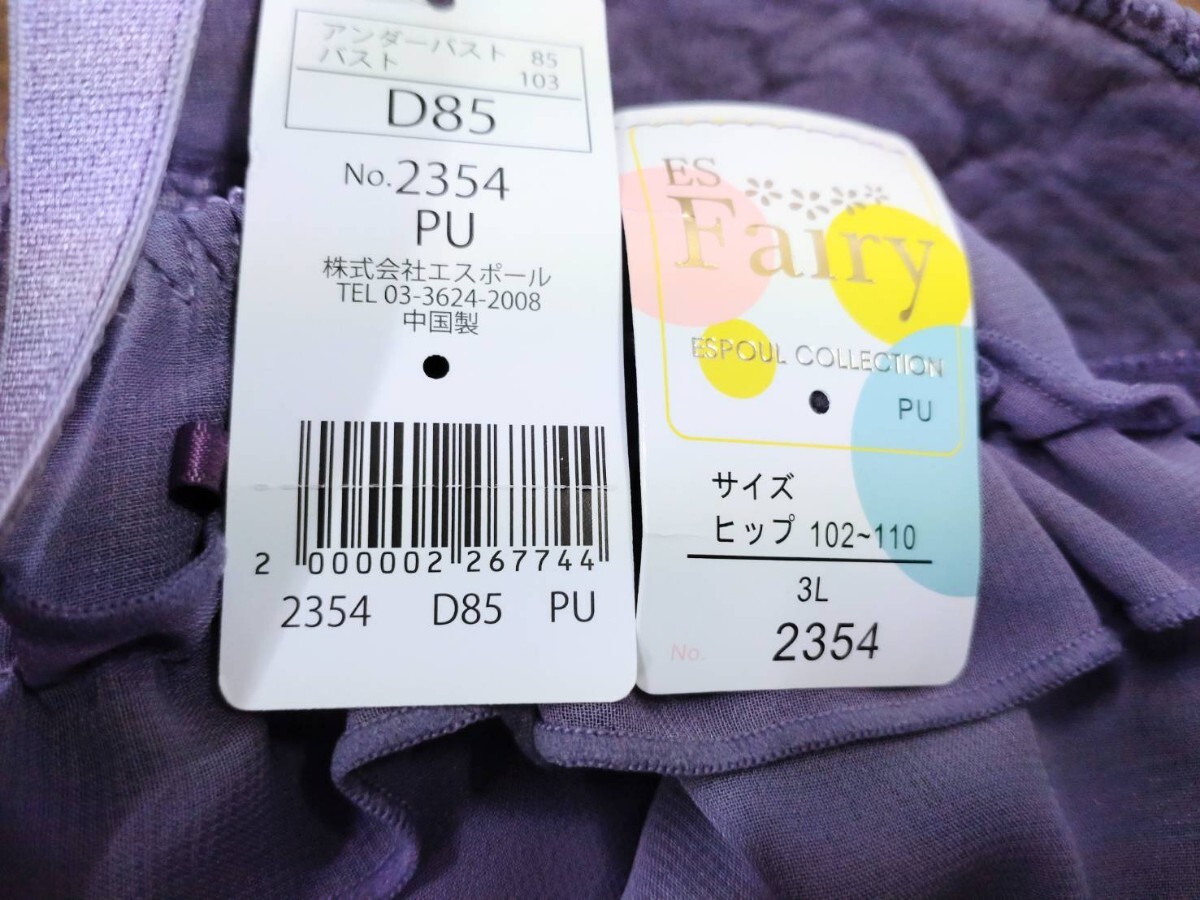 アンダーバスト 85
バスト 103
D85
No.2354
PU
株式会社エスポール
TEL 03-3624-2008
中国製
2 000002 267744
2354 D85 PU
ES
Fairy
ESPOUL COLLECTION
PU
サイズ
ヒップ 102~110
3L
No. 2354